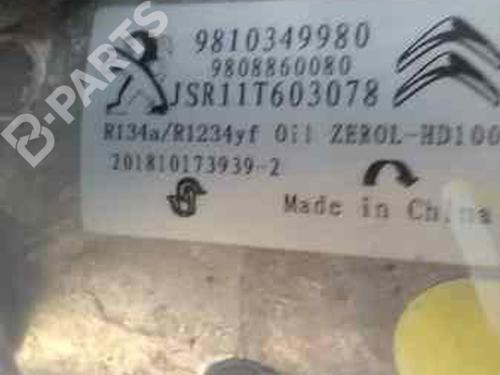 B-PARTS
9810349980
9808860080
JSR11T603078
R134a/R1234yf Oil ZEROL-HD100
201810173939-2
Made in China